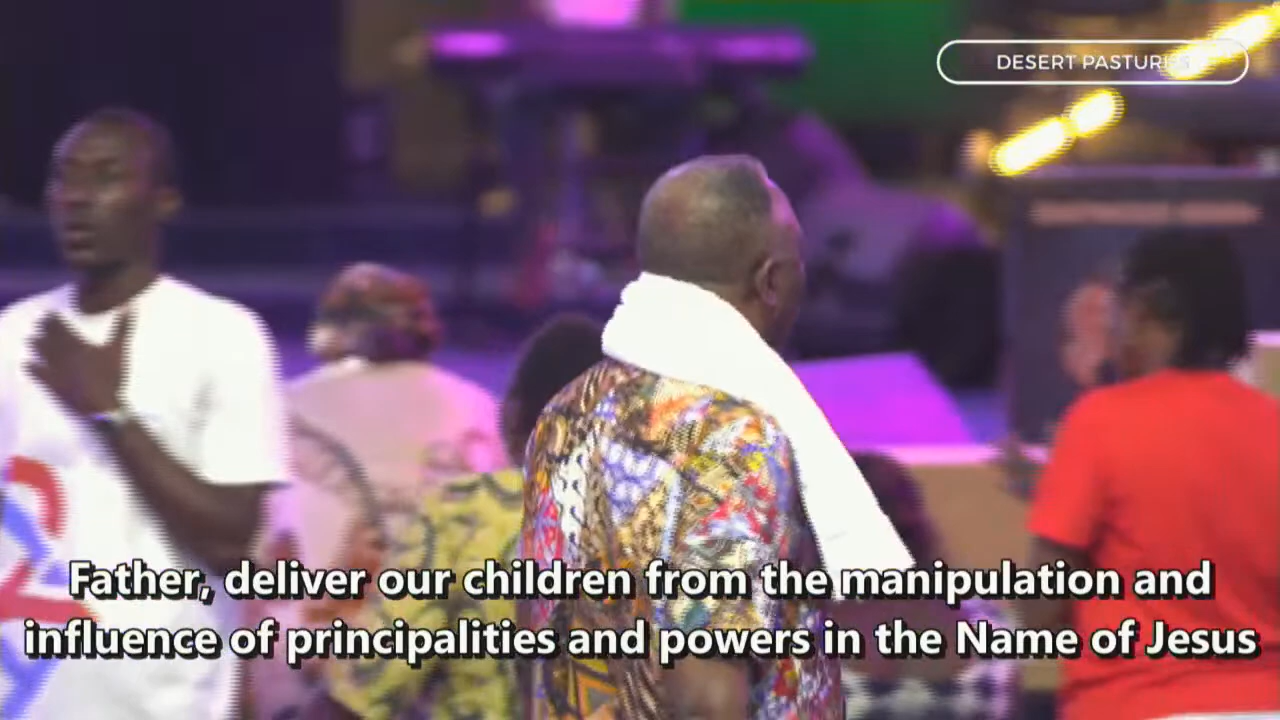 DESERT PASTURES
Father, deliver our children from the manipulation and
influence of principalities and powers in the Name of Jesus